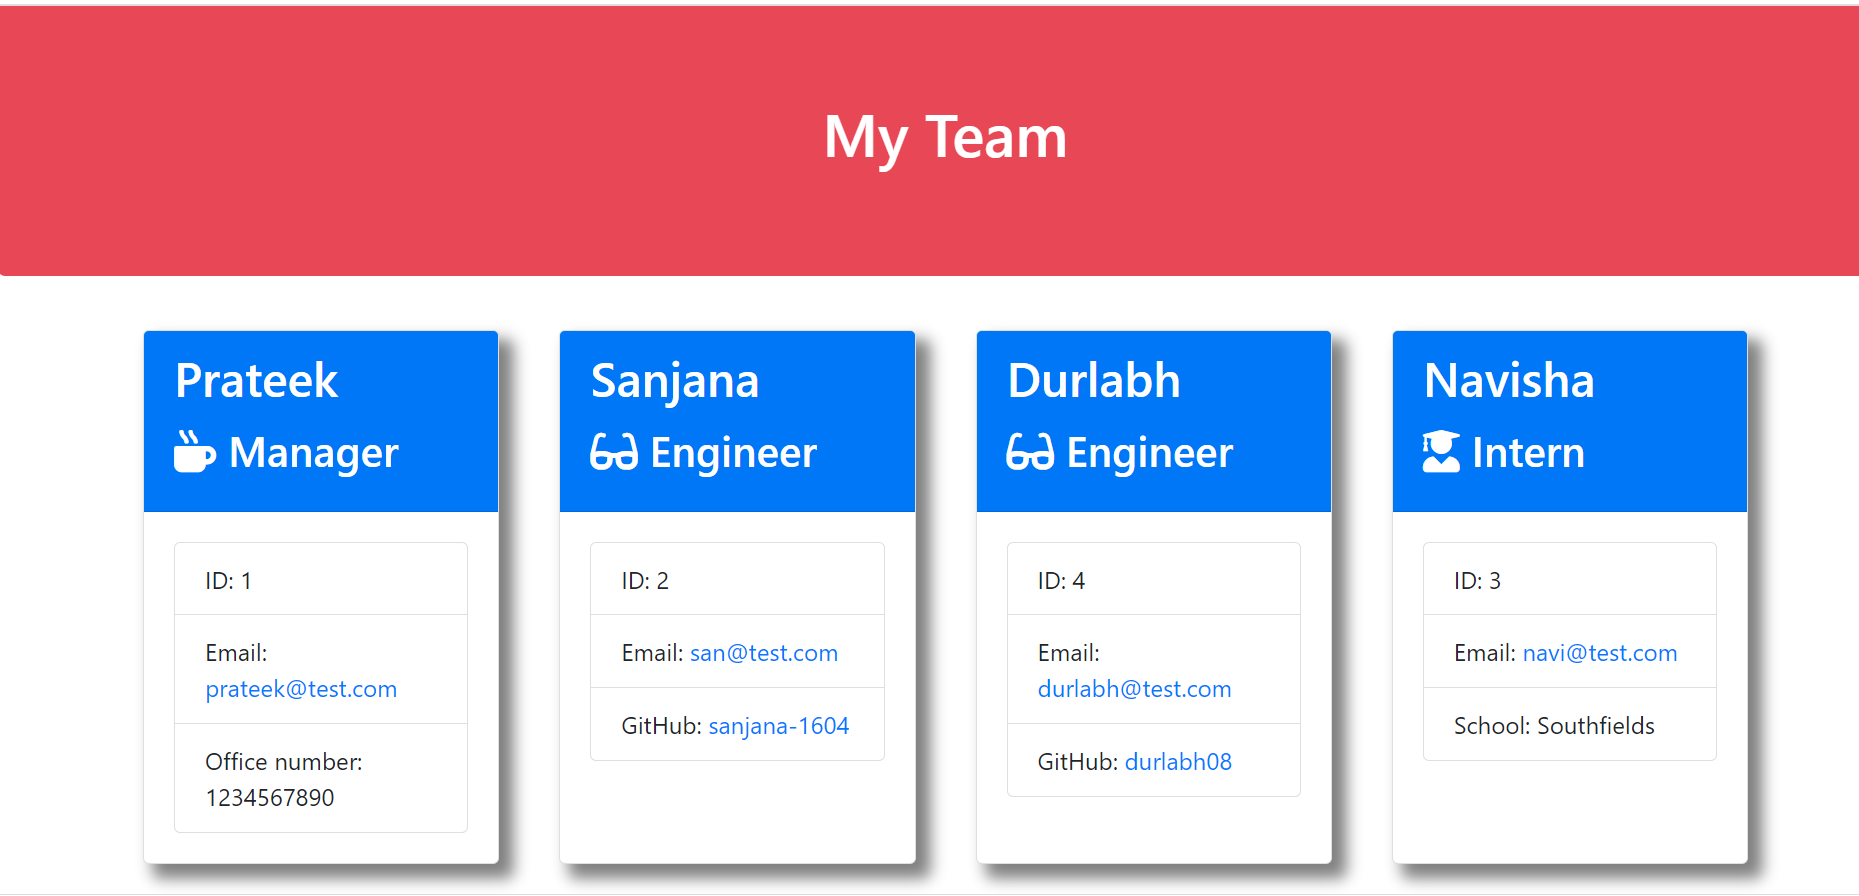 My Team
Prateek
Manager
ID: 1
Email:
prateek@test.com
Office number:
1234567890
Sanjana
Engineer
ID: 2
Email: san@test.com
GitHub: sanjana-1604
Durlabh
Engineer
ID: 4
Email:
durlabh@test.com
GitHub: durlabh08
Navisha
Intern
ID: 3
Email: navi@test.com
School: Southfields